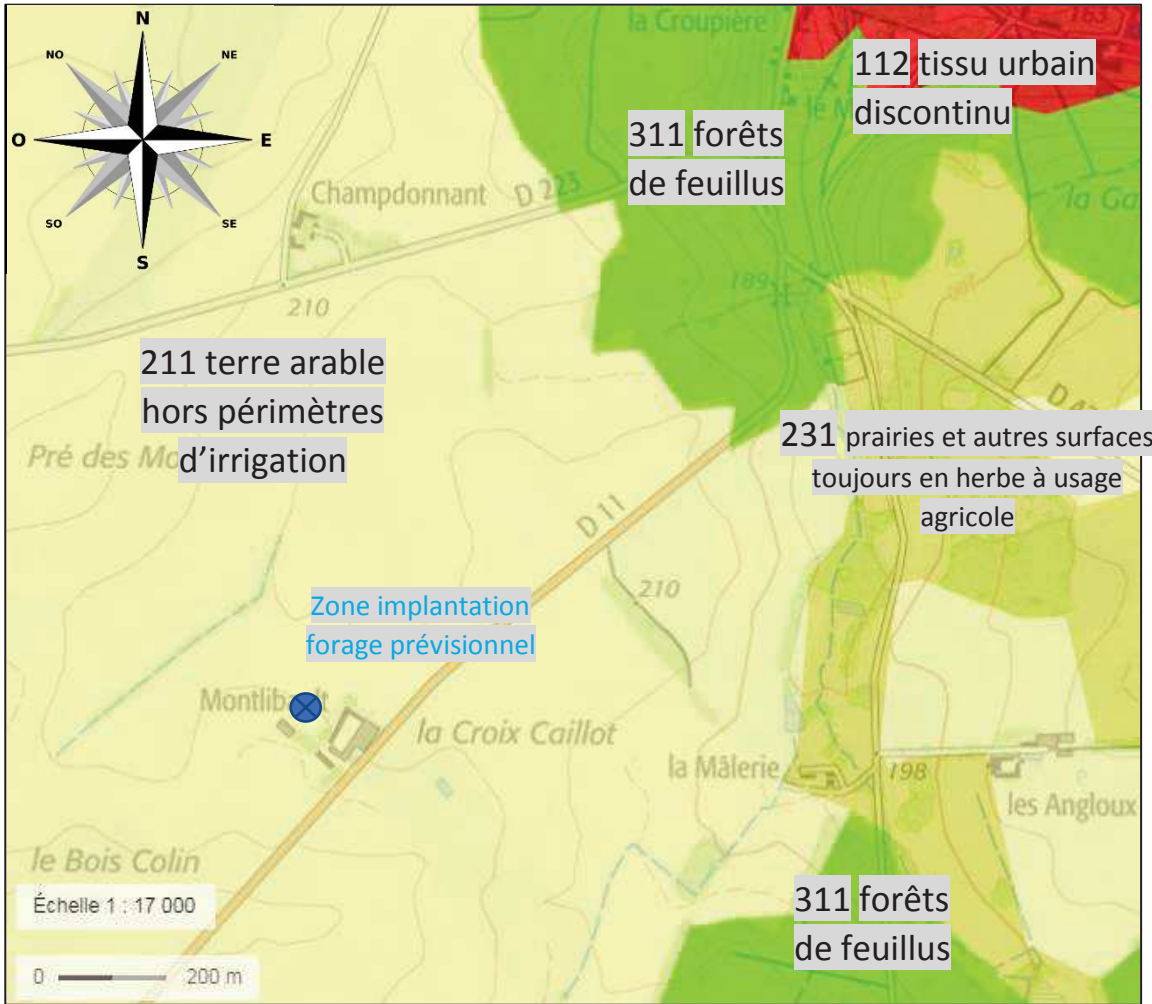 N
NO
NE
O
E
SO
SE
S
la Croupière
163
112 tissu urbain
discontinu
311 forêts
de feuillus
Champdonnant
D 223
la Ga
189
210
211 terre arable
hors périmètres
d’irrigation
Pré des Mo
231 prairies et autres surfaces
toujours en herbe à usage
agricole
D 11
210
Zone implantation
forage prévisionnel
la Croix Caillot
la Mâlerie
198
les Angloux
le Bois Colin
Échelle 1 : 17 000
311 forêts
de feuillus
0
200 m